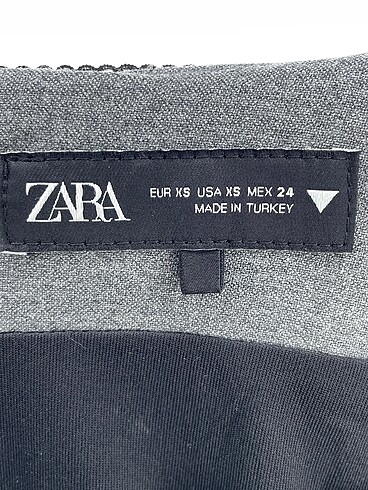 ZARA
EUR XS USA XS MEX 24
MADE IN TURKEY